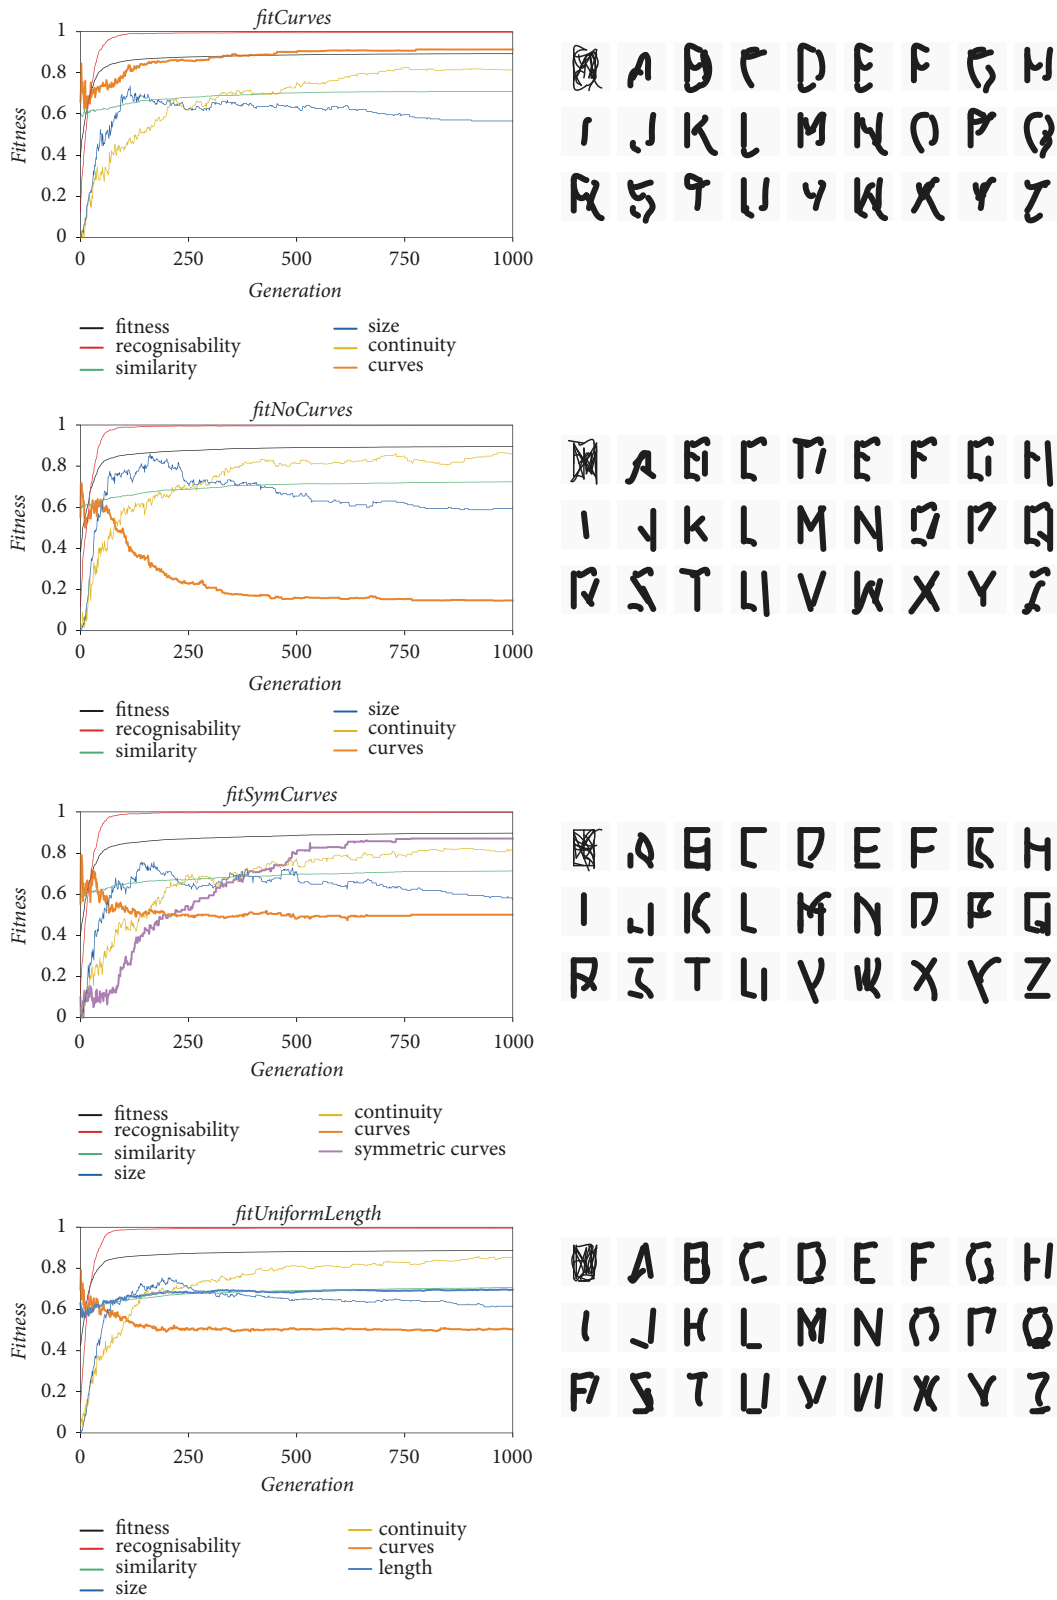 fitCurves
1
0.8
0.6
0.4
0.2
0
Fitness
0 250 500 750 1000
Generation
fitness
recognisability
similarity
size
continuity
curves
A B C D E F G H
I J K L M N O P Q
R S T U V W X Y Z
fitNoCurves
1
0.8
0.6
0.4
0.2
0
Fitness
0 250 500 750 1000
Generation
fitness
recognisability
similarity
size
continuity
curves
A B C D E F G H
I J K L M N O P Q
R S T U V W X Y Z
fitSymCurves
1
0.8
0.6
0.4
0.2
0
Fitness
0 250 500 750 1000
Generation
fitness
recognisability
similarity
size
continuity
curves
symmetric curves
A B C D E F G H
I J K L M N O P Q
R S T U V W X Y Z
fitUniformLength
1
0.8
0.6
0.4
0.2
0
Fitness
0 250 500 750 1000
Generation
fitness
recognisability
similarity
size
continuity
curves
length
A B C D E F G H
I J K L M N O P Q
R S T U V W X Y Z